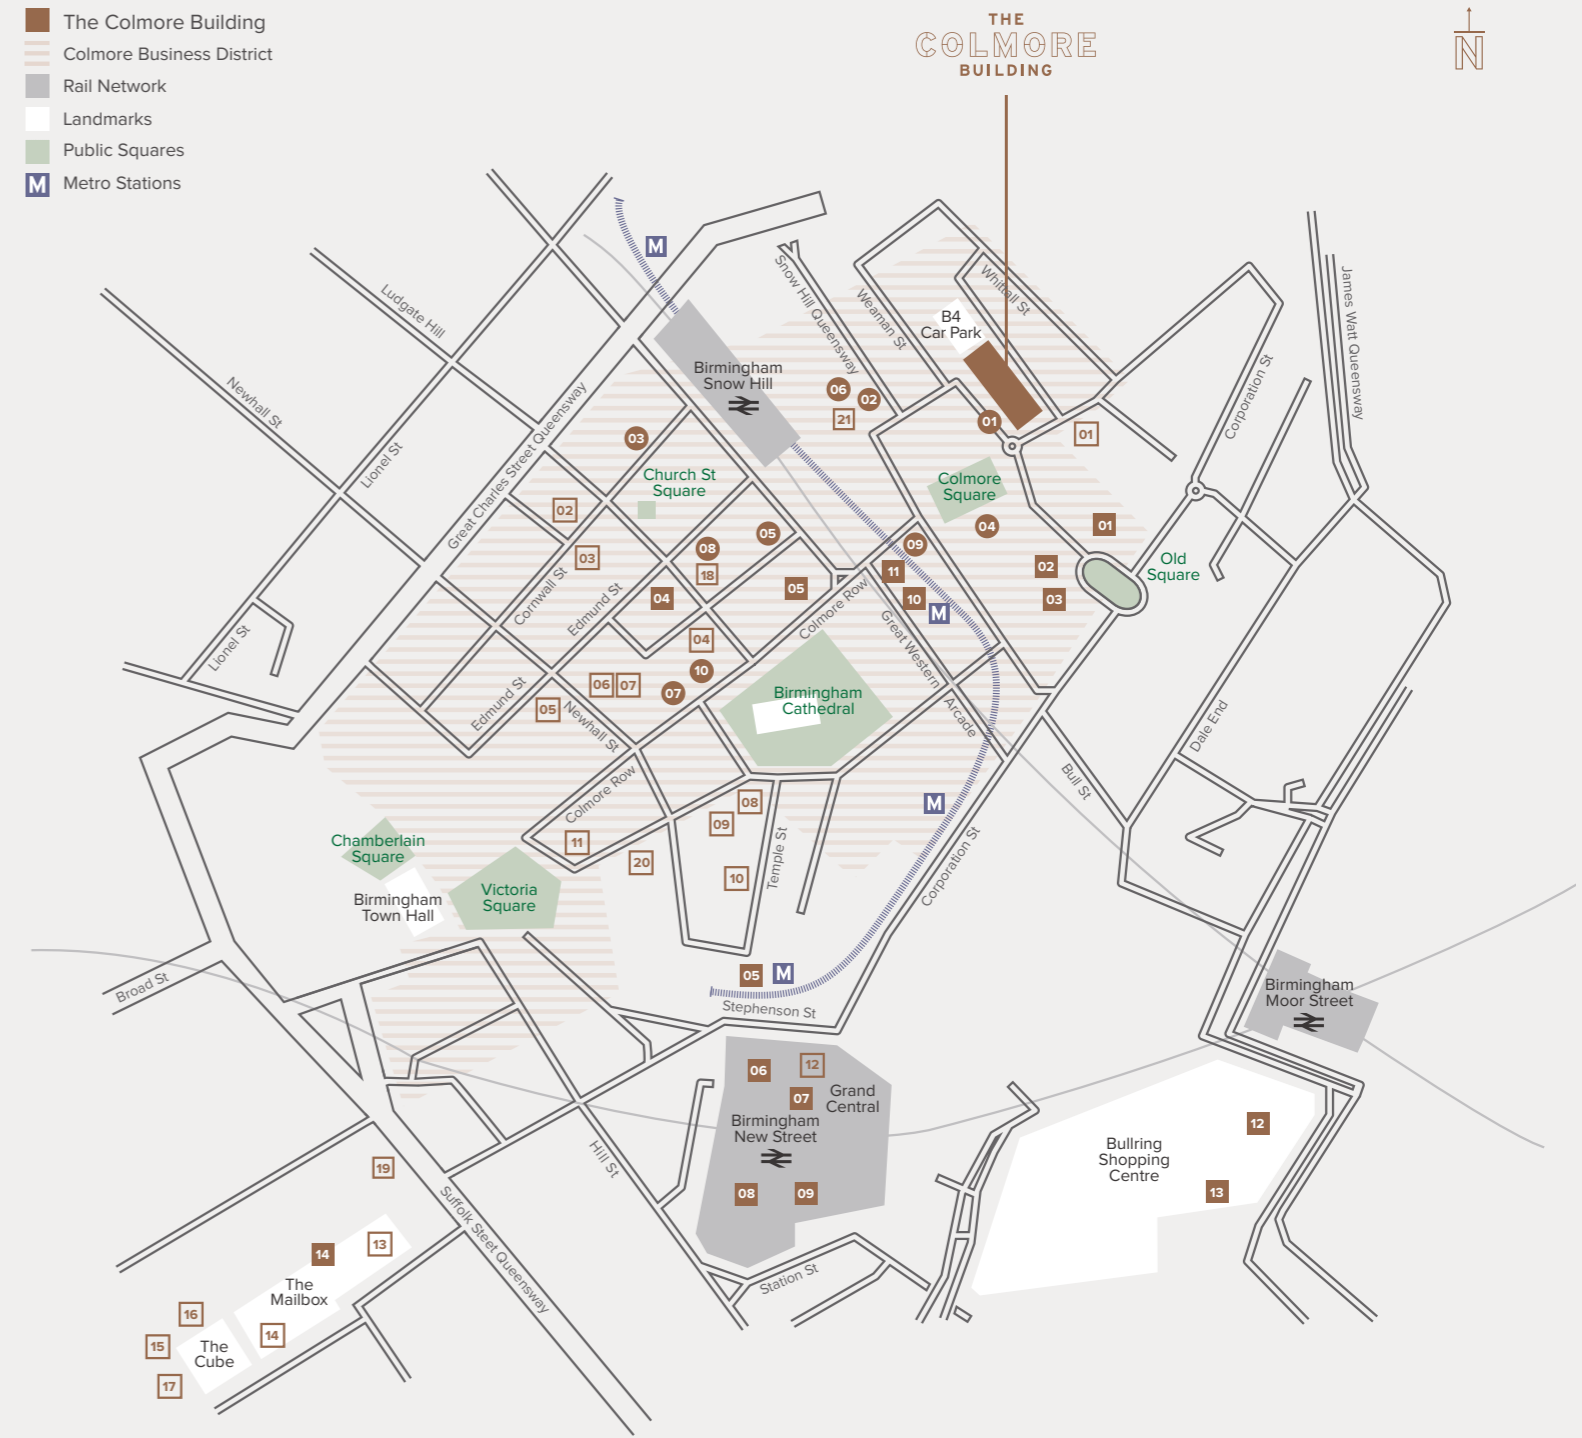 The Colmore Building
Colmore Business District
Rail Network
Landmarks
Public Squares
M Metro Stations
THE
COLMORE
BUILDING
N
M
Ludgate Hill
Newhall St
Lionel St
Great Charles Street Queensway
Lionel St
Snow Hill Queensway
Weaman St
Whittall St
B4
Car Park
James Watt Queensway
Corporation St
Birmingham
Snow Hill
06
02
21
01
01
03
Church St
Square
Colmore
Square
02
03
08
05
18
04
05
04
09
11
10
M
04
01
02
03
Old
Square
Cornwall St
Edmund St
Colmore Row
Great Western
Arcade
10
06
07
07
05
Edmund St
Newhall St
Birmingham
Cathedral
Dale End
Bull St
Colmore Row
08
09
10
11
20
Temple St
M
Corporation St
Chamberlain
Square
Birmingham
Town Hall
Victoria
Square
Broad St
05
M
Stephenson St
Birmingham
Moor Street
06
12
07
Grand
Central
Birmingham
New Street
08
09
Bullring
Shopping
Centre
12
13
Hill St
Station St
Suffolk Steet Queensway
19
14
13
The
Mailbox
14
16
15
17
The
Cube